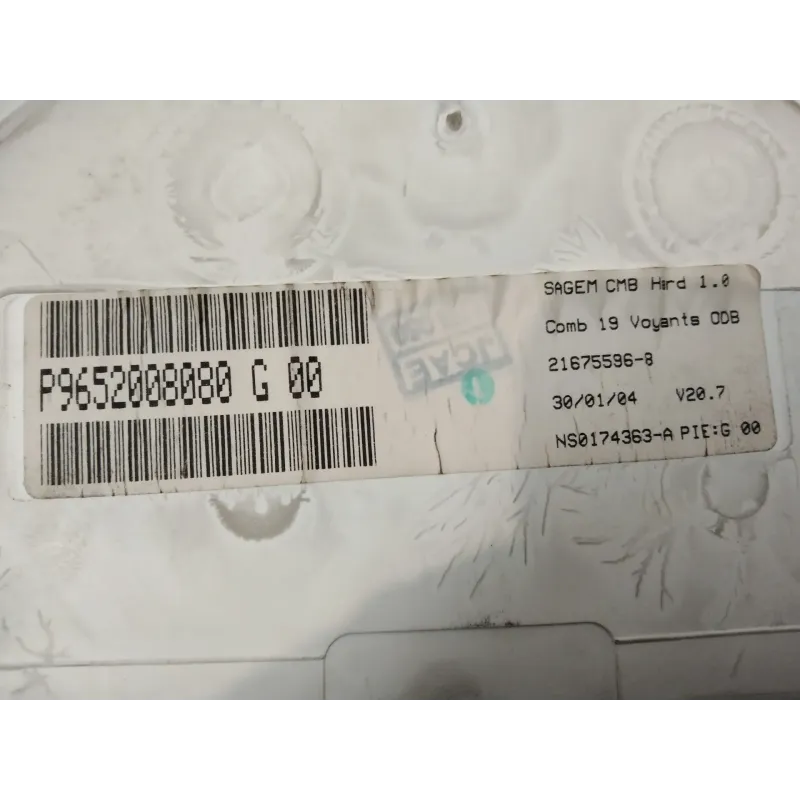 P9652008080 G 00
SAGEM CMB Hard 1.0
Comb 19 Voyants ODB
21675596-8
30/01/04 V20.7
NS0174363-A PIE:G 00
JCAE